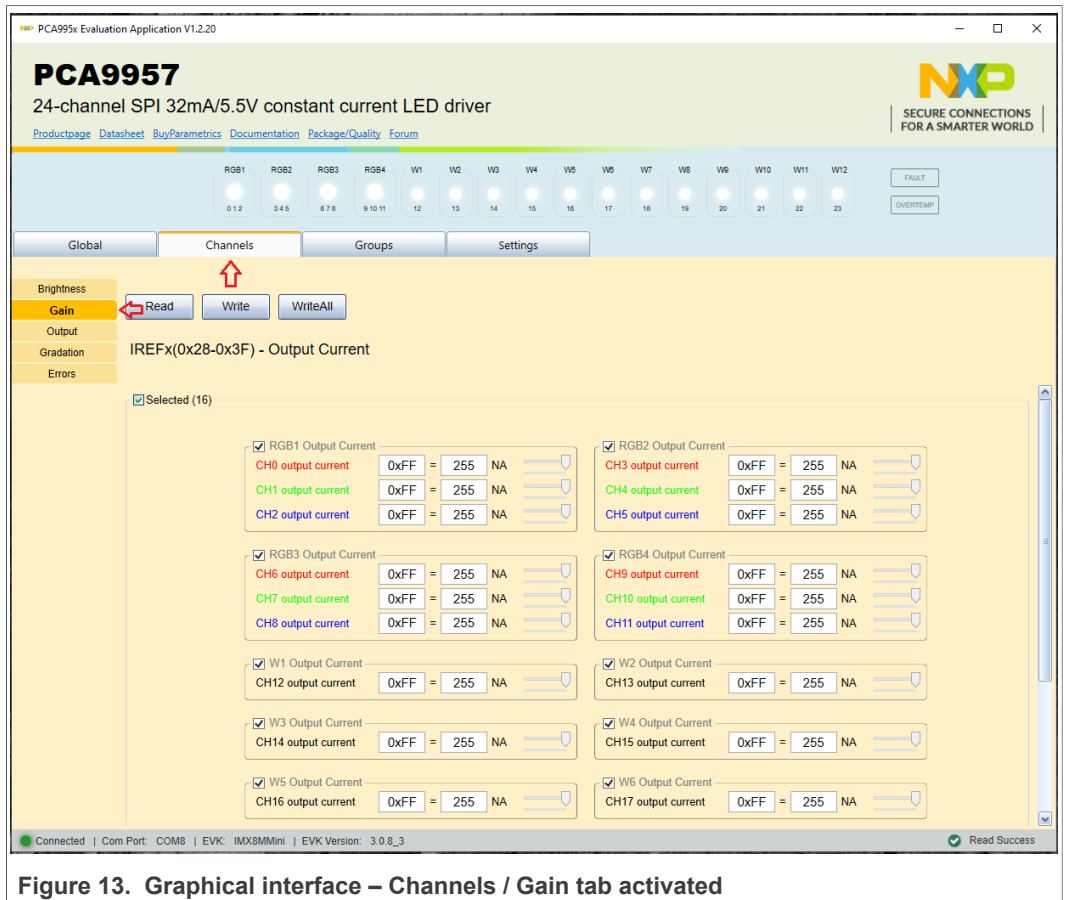 PCA995x Evaluation Application V1.2.20
PCA9957
24-channel SPI 32mA/5.5V constant current LED driver
Productpage Datasheet BuyParametrics Documentation Package/Quality Forum
NXP
SECURE CONNECTIONS
FOR A SMARTER WORLD
RGB1 RGB2 RGB3 RGB4 W1 W2 W3 W4 W5 W6 W7 W8 W9 W10 W11 W12
0 1 2 3 4 5 6 7 8 9 10 11 12 13 14 15 16 17 18 19 20 21 22 23
FAULT
OVERTEMP
Global Channels Groups Settings
Brightness
Gain
Output
Gradation
Errors
Read Write WriteAll
IREFx(0x28-0x3F) - Output Current
Selected (16)
RGB1 Output Current
CH0 output current 0xFF = 255 NA
CH1 output current 0xFF = 255 NA
CH2 output current 0xFF = 255 NA
RGB2 Output Current
CH3 output current 0xFF = 255 NA
CH4 output current 0xFF = 255 NA
CH5 output current 0xFF = 255 NA
RGB3 Output Current
CH6 output current 0xFF = 255 NA
CH7 output current 0xFF = 255 NA
CH8 output current 0xFF = 255 NA
RGB4 Output Current
CH9 output current 0xFF = 255 NA
CH10 output current 0xFF = 255 NA
CH11 output current 0xFF = 255 NA
W1 Output Current
CH12 output current 0xFF = 255 NA
W2 Output Current
CH13 output current 0xFF = 255 NA
W3 Output Current
CH14 output current 0xFF = 255 NA
W4 Output Current
CH15 output current 0xFF = 255 NA
W5 Output Current
CH16 output current 0xFF = 255 NA
W6 Output Current
CH17 output current 0xFF = 255 NA
Connected | Com Port: COM8 | EVK: IMX8MMini | EVK Version: 3.0.8_3
Read Success
Figure 13. Graphical interface – Channels / Gain tab activated